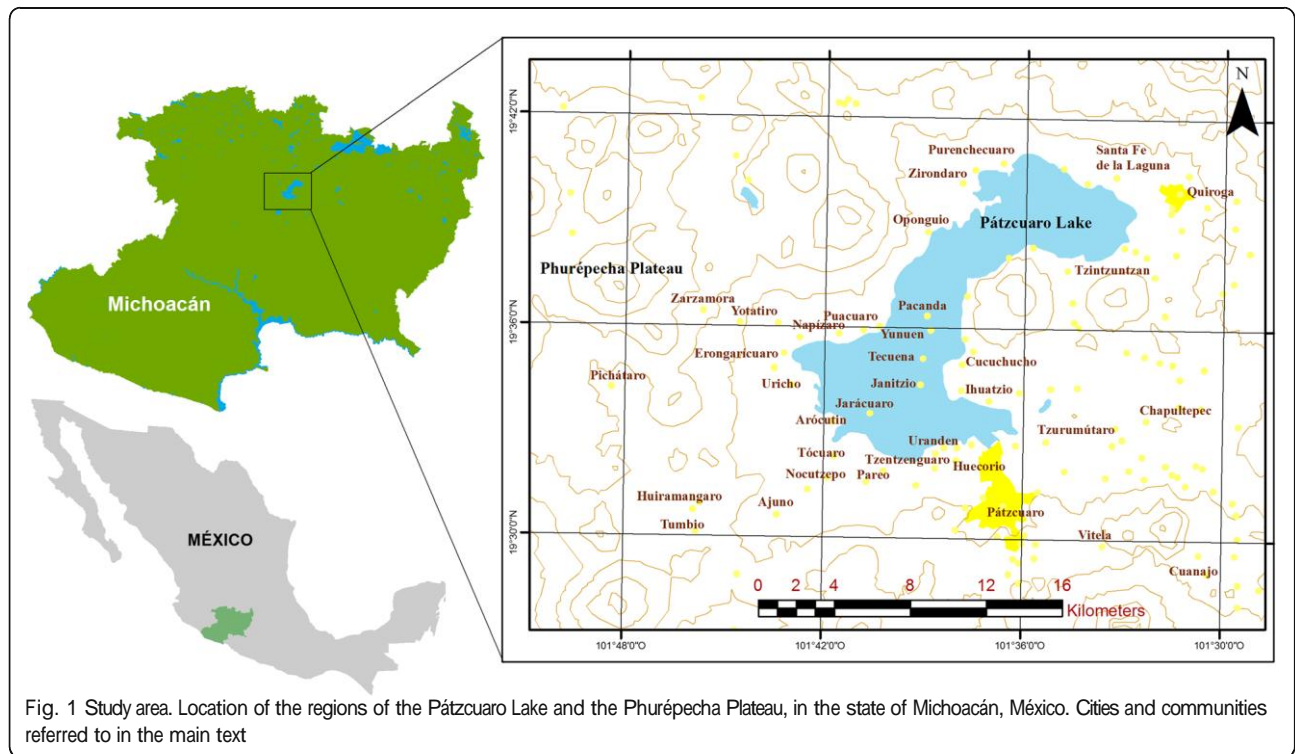 Michoacán
MÉXICO
N
19°42'0"N
19°36'0"N
19°30'0"N
Purenchecuaro
Santa Fe
de la Laguna
Zirondaro
Quiroga
Oponguio
Pátzcuaro Lake
Phurépecha Plateau
Tzintzuntzan
Zarzamora
Yotatiro
Puacuaro
Pacanda
Napízaro
Yunuen
Erongarícuaro
Tecuena
Cucuchucho
Pichátaro
Uricho
Janitzio
Ihuatzio
Jarácuaro
Chapultepec
Arócutin
Tzurumútaro
Uranden
Tócuaro
Tzentzenguaro
Huecorio
Nocutzepo
Pareo
Huiramangaro
Ajuno
Pátzcuaro
Tumbio
Vitela
Cuanajo
0 2 4 8 12 16
Kilometers
101°48'0"O 101°42'0"O 101°36'0"O 101°30'0"O
Fig. 1 Study area. Location of the regions of the Pátzcuaro Lake and the Phurépecha Plateau, in the state of Michoacán, México. Cities and communities
referred to in the main text